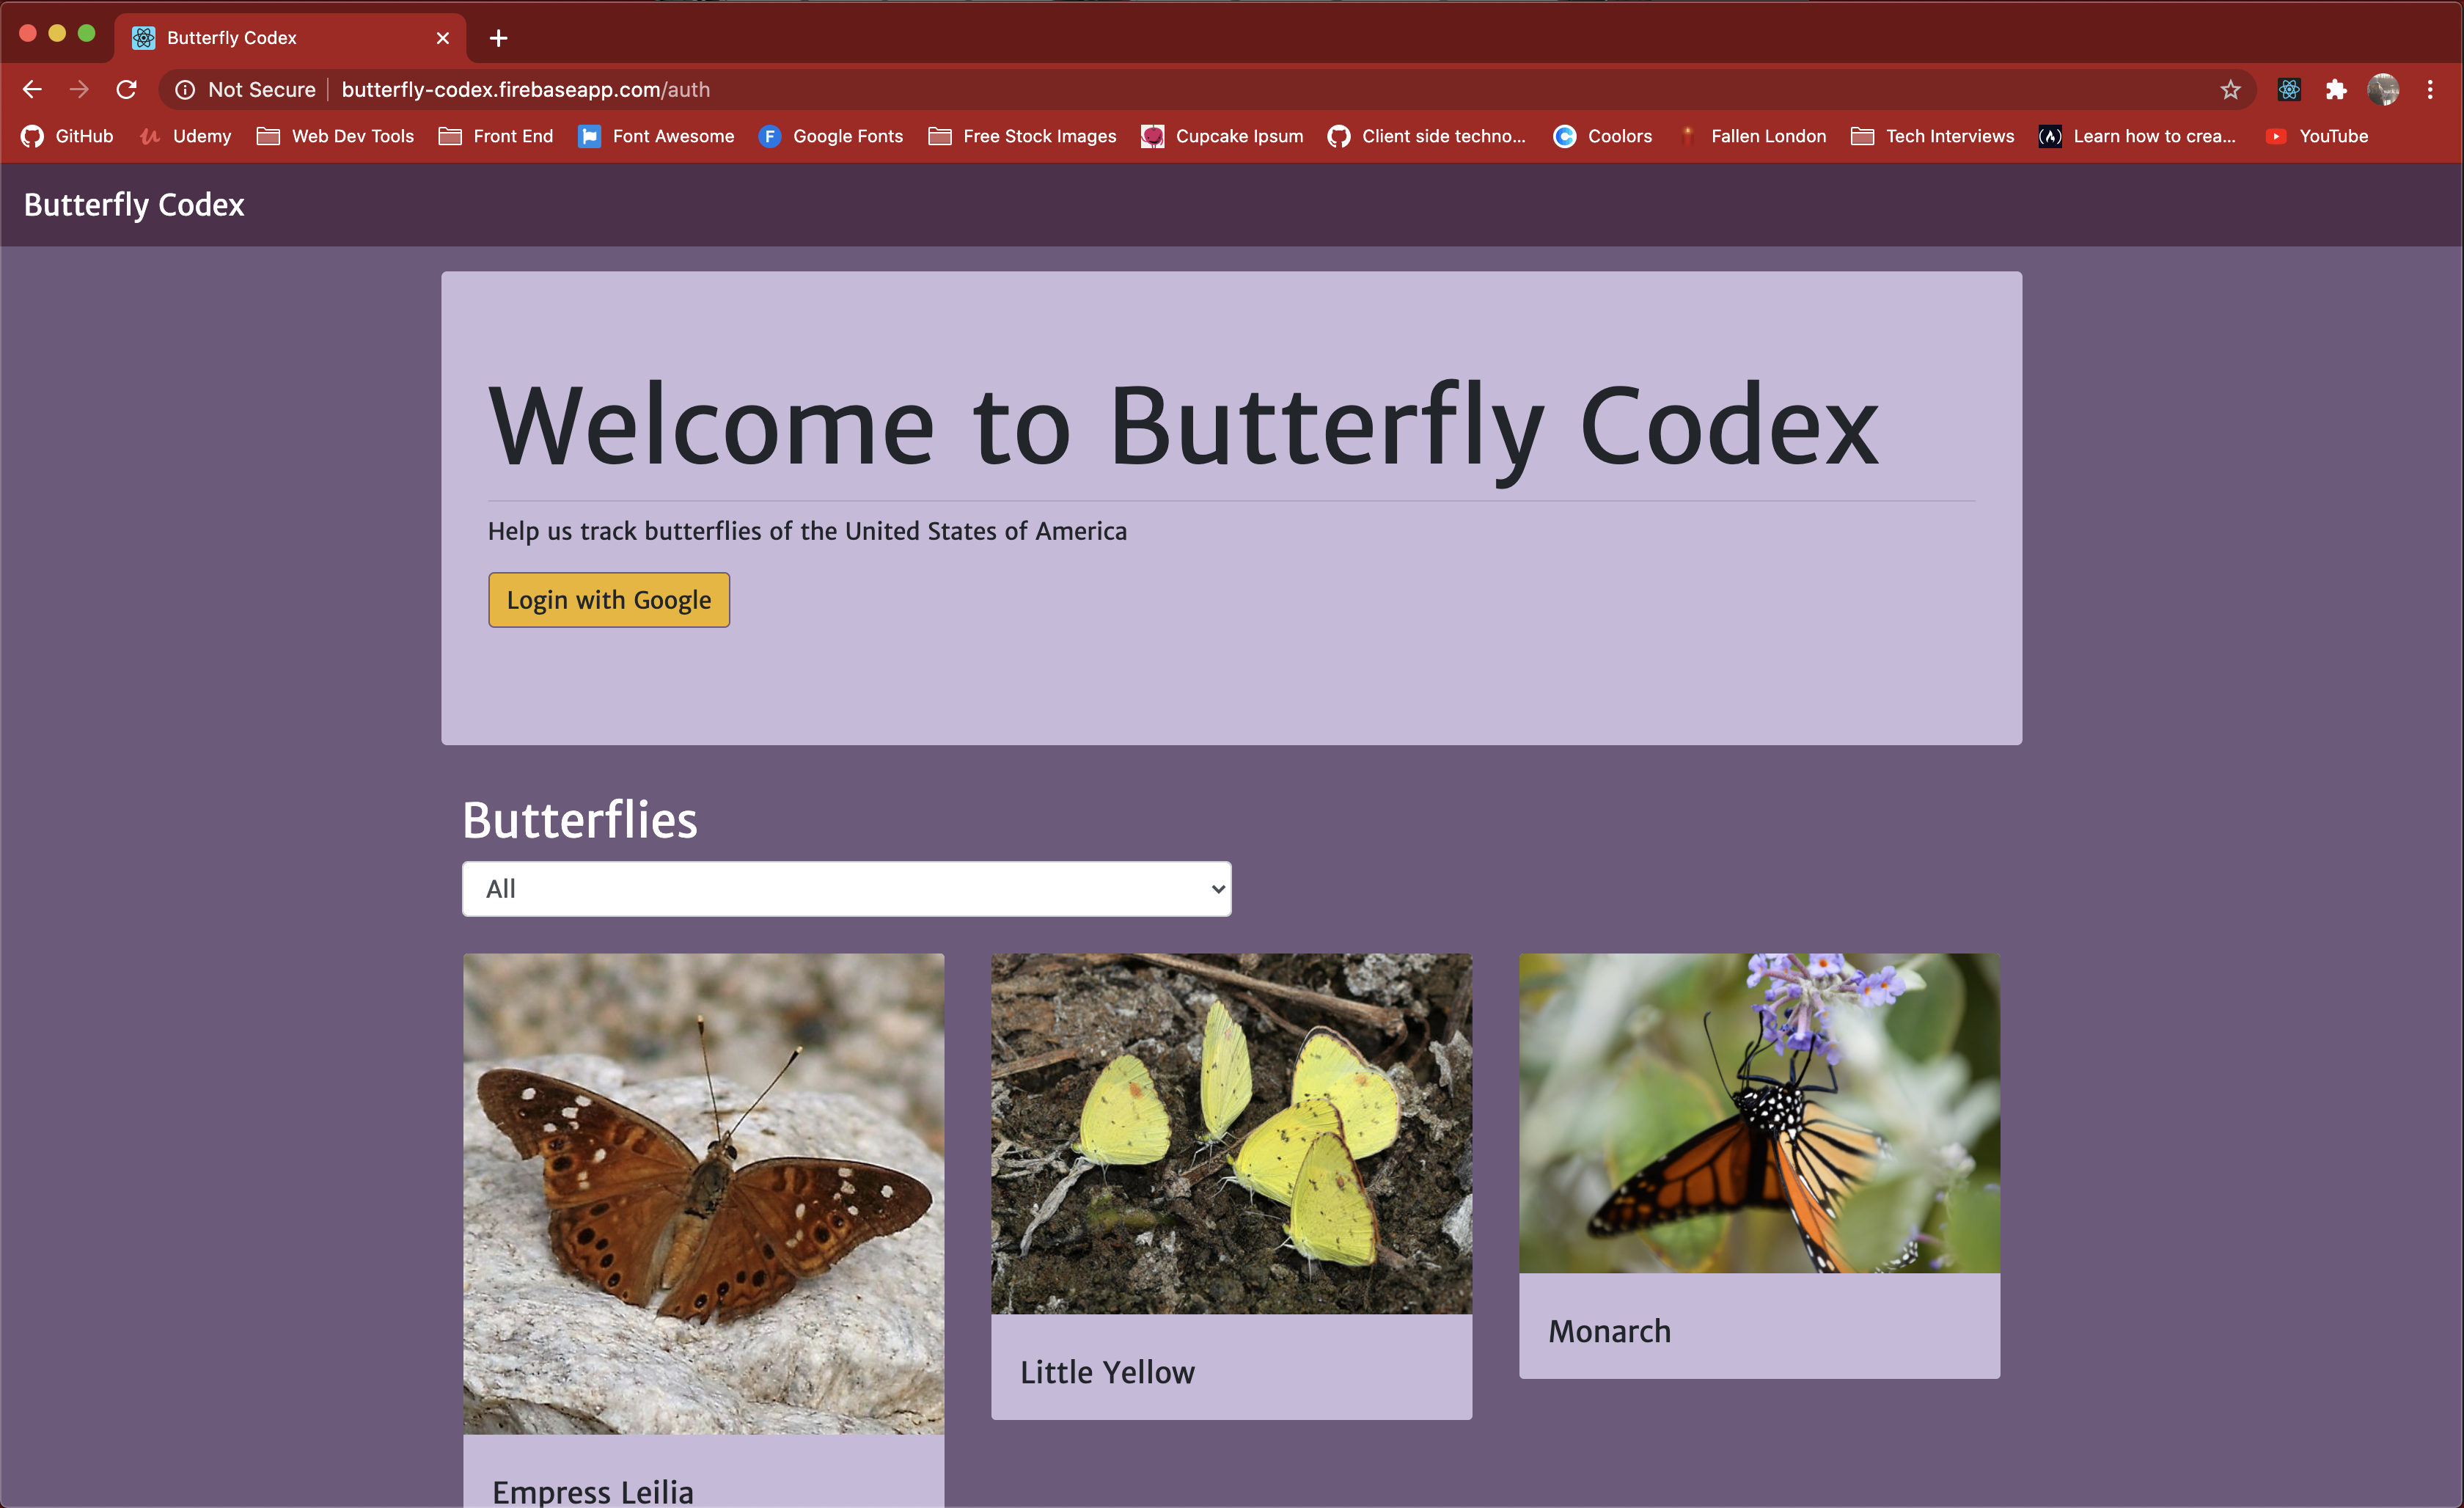 Butterfly Codex
Not Secure butterfly-codex.firebaseapp.com/auth
GitHub Udemy Web Dev Tools Front End Font Awesome Google Fonts Free Stock Images Cupcake Ipsum Client side techno... Coolors Fallen London Tech Interviews Learn how to crea... YouTube
Butterfly Codex
Welcome to Butterfly Codex
Help us track butterflies of the United States of America
Login with Google
Butterflies
All
Empress Leilia
Little Yellow
Monarch